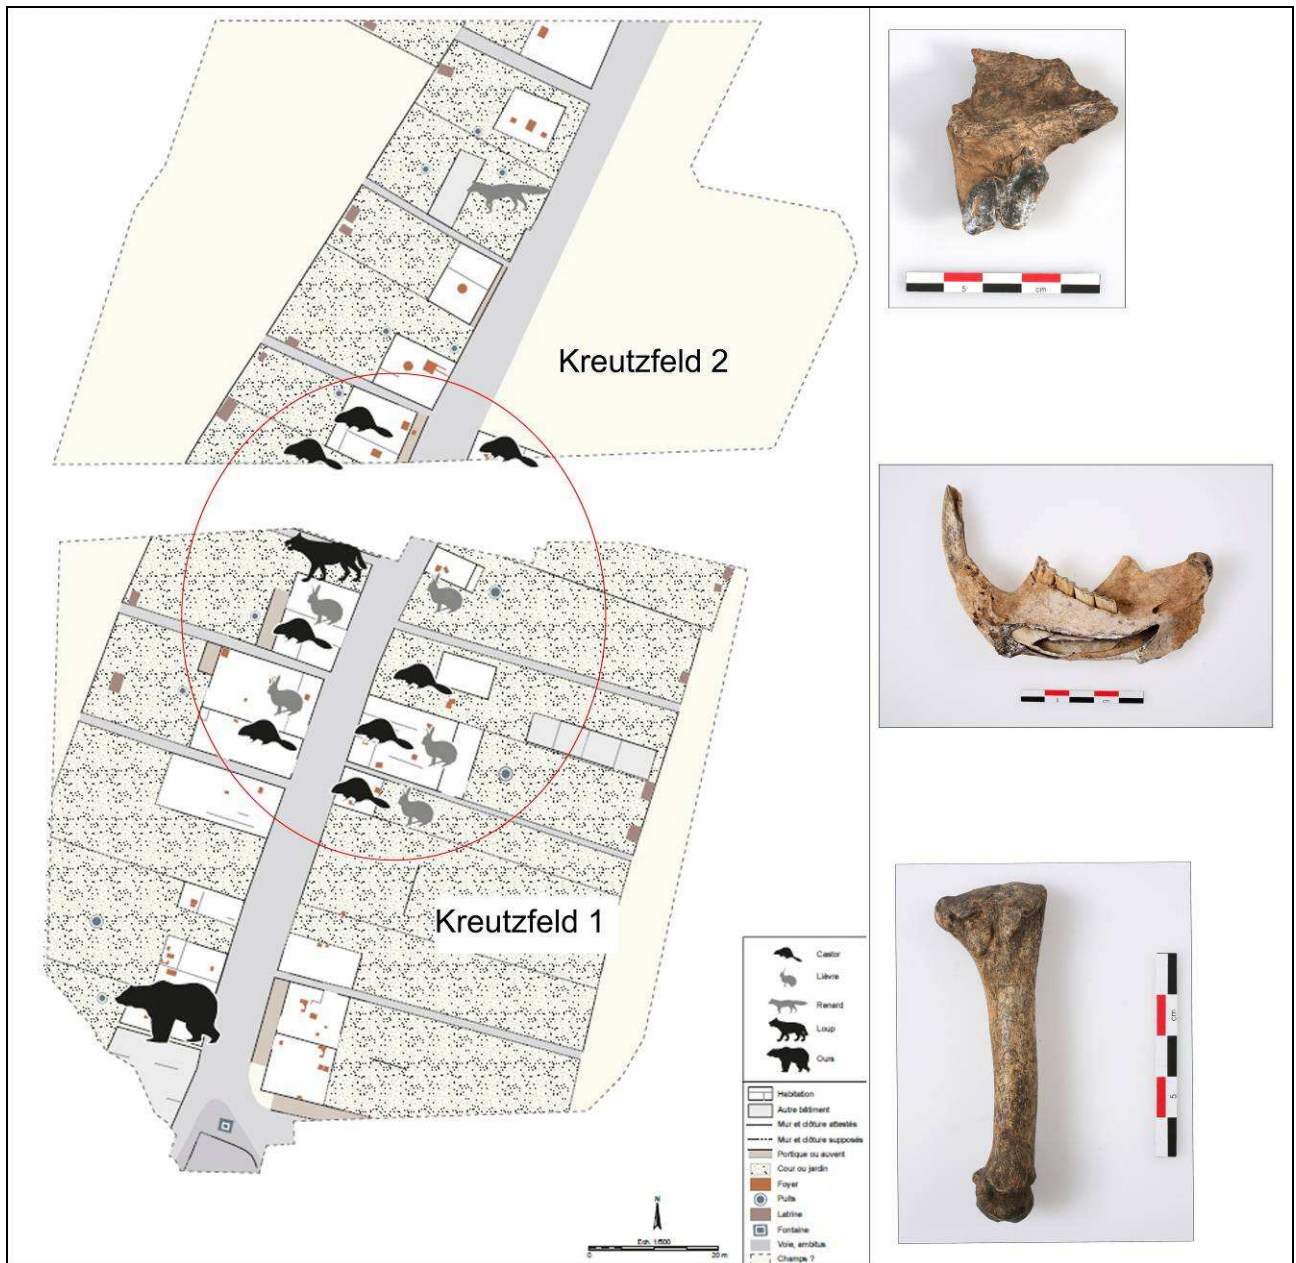 Kreutzfeld 2
Kreutzfeld 1
Castor
Lièvre
Renard
Loup
Ours
Habitation
Autre bâtiment
Mur et clôture attestés
Mur et clôture supposés
Portique ou auvent
Cour ou jardin
Foyer
Puits
Latrine
Fontaine
Voie, ambitus
Champs ?
N
Ech. 1/500
0 20 m
5 cm
5 cm
cm
5